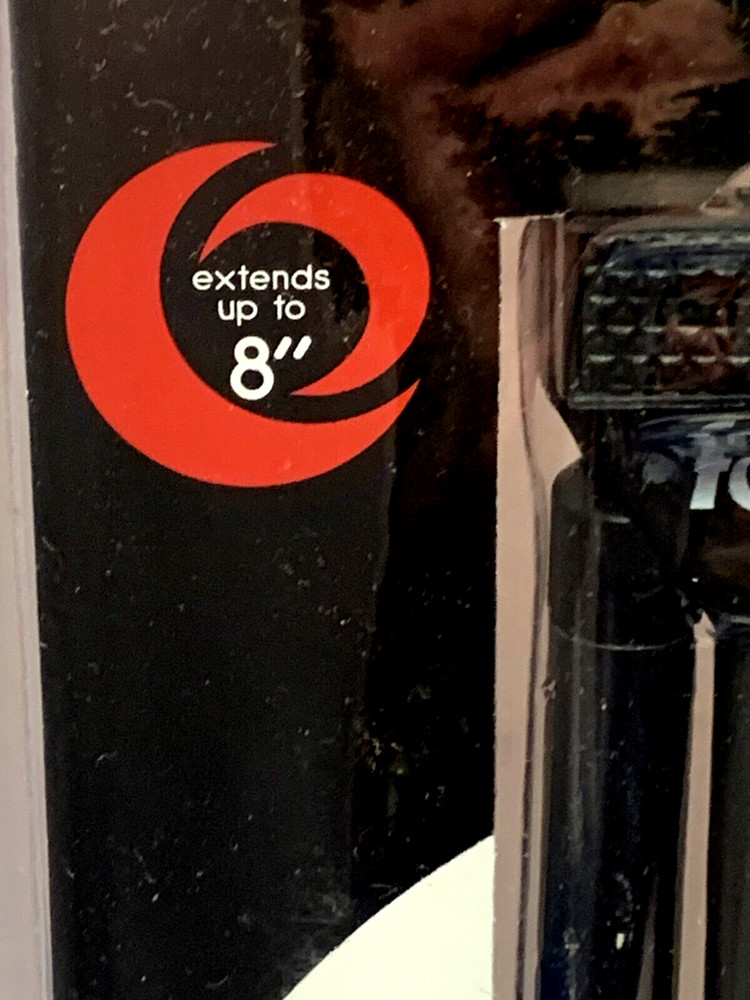 extends
up to
8”